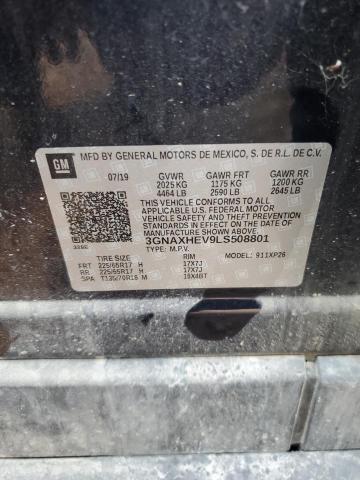 GM
MFD BY GENERAL MOTORS DE MEXICO, S. DE R.L. DE C.V.
07/19 GVWR GAWR FRT GAWR RR
2025 KG 1175 KG 1200 KG
4464 LB 2590 LB 2645 LB
THIS VEHICLE CONFORMS TO ALL APPLICABLE
U.S. FEDERAL MOTOR VEHICLE SAFETY, BUMPER, AND
THEFT PREVENTION STANDARDS IN EFFECT ON THE
DATE OF MANUFACTURE SHOWN ABOVE.
3GNAXHEV9LS508801
TYPE: M.P.V. MODEL: 911XP26
TIRE SIZE RIM
FRT 225/65R17 H 17X7J
RR 225/65R17 H 17X7J
SPA T135/70R16 M